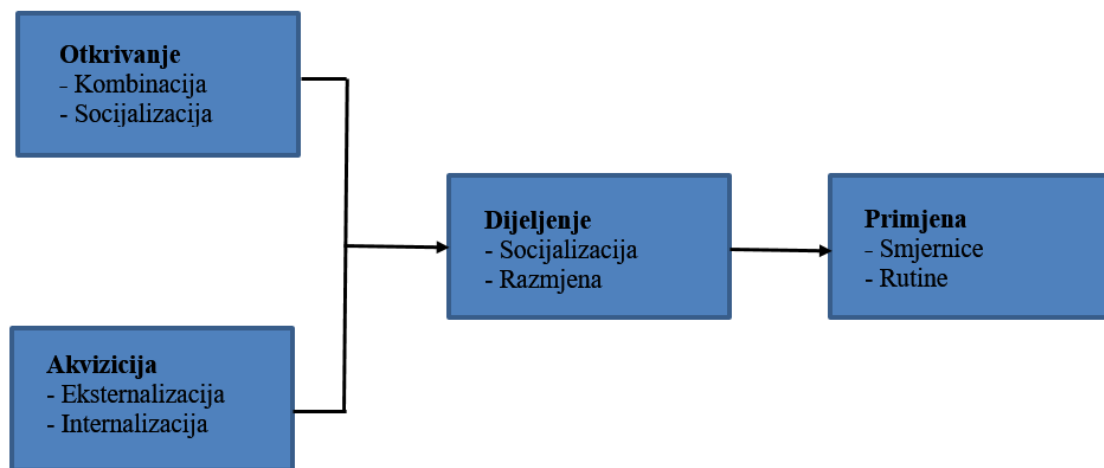 Otkrivanje
- Kombinacija
- Socijalizacija
Akvizicija
- Eksternalizacija
- Internalizacija
Dijeljenje
- Socijalizacija
- Razmjena
Primjena
- Smjernice
- Rutine